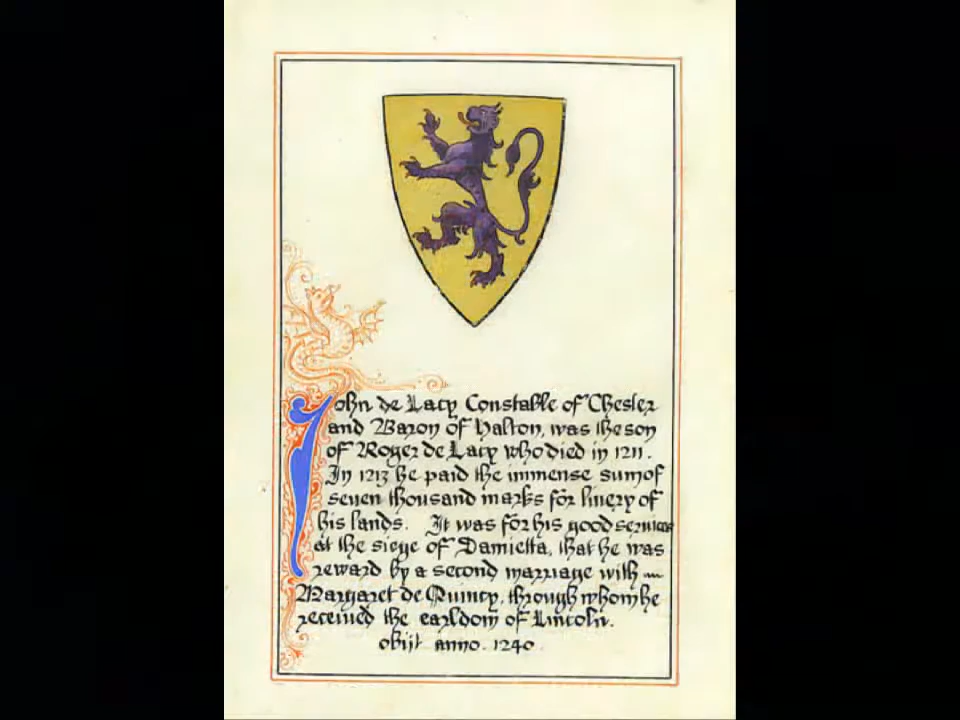 John de Lacy Constable of Chester
and Baron of Halton, was the son
of Roger de Lacy who died in 1211.
In 1213 he paid the immense sum of
seven thousand marks for livery of
his lands. It was for his good services
at the siege of Damietta, that he was
reward by a second marriage with
Margaret de Quincy, through whom he
received the earldom of Lincoln.
obijt anno. 1240